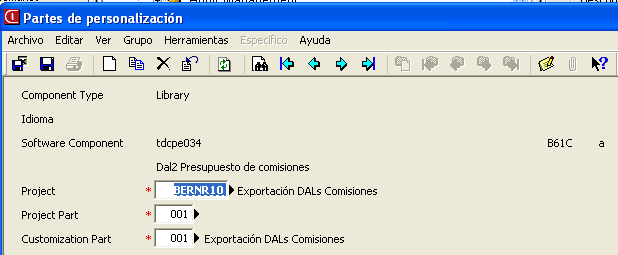 Partes de personalización
Archivo Editar Ver Grupo Herramientas Específico Ayuda
Component Type Library
Idioma
Software Component tdcpe034 B61C a
Dal2 Presupuesto de comisiones
Project * BERNR10 Exportación DALs Comisiones
Project Part * 001
Customization Part * 001 Exportación DALs Comisiones